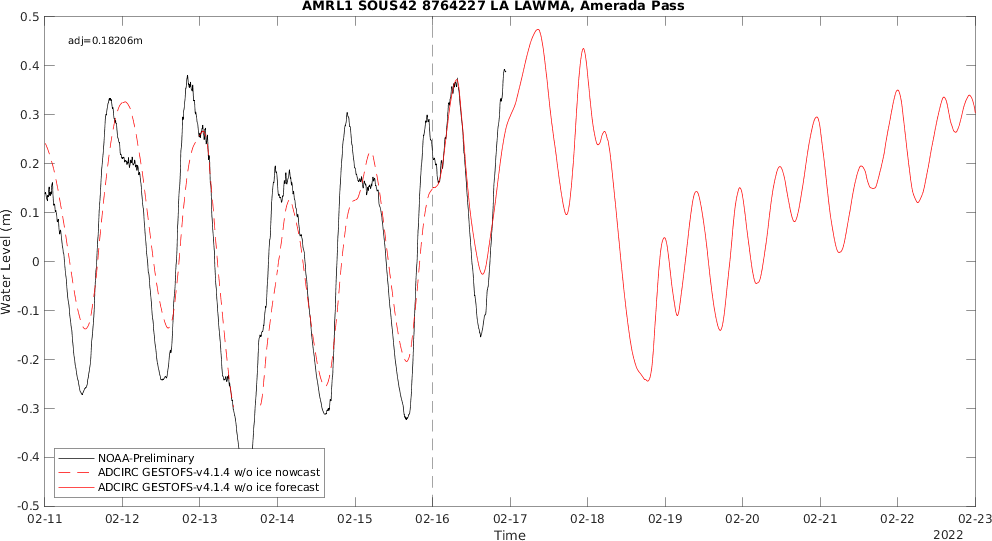 AMRL1 SOUS42 8764227 LA LAWMA, Amerada Pass
adj=0.18206m
0.5
0.4
0.3
0.2
0.1
0
-0.1
-0.2
-0.3
-0.4
-0.5
Water Level (m)
NOAA-Preliminary
ADCIRC GESTOFS-v4.1.4 w/o ice nowcast
ADCIRC GESTOFS-v4.1.4 w/o ice forecast
02-11 02-12 02-13 02-14 02-15 02-16 02-17 02-18 02-19 02-20 02-21 02-22 02-23
Time
2022